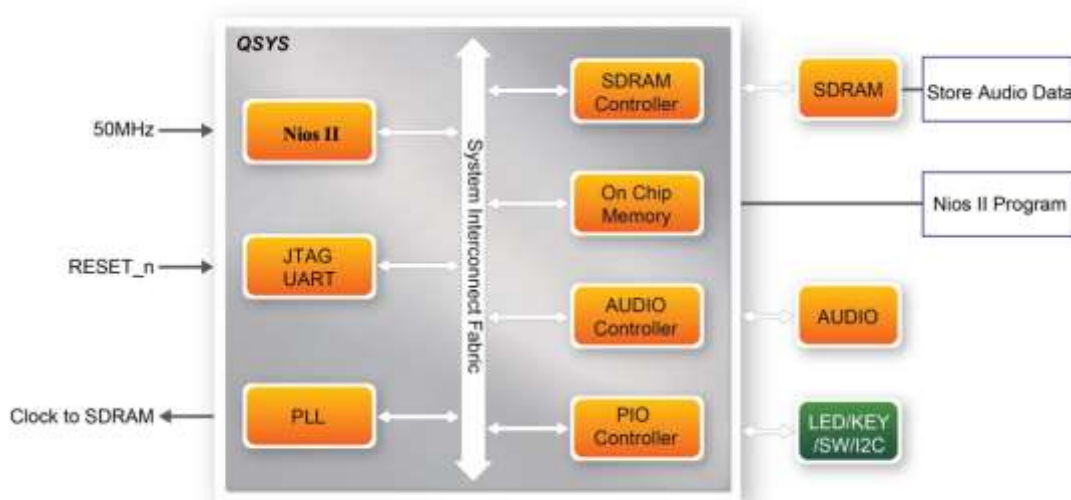 QSYS
50MHz
Nios II
RESET_n
JTAG
UART
Clock to SDRAM
PLL
System Interconnect Fabric
SDRAM
Controller
On Chip
Memory
AUDIO
Controller
PIO
Controller
SDRAM
Store Audio Data
Nios II Program
AUDIO
LED/KEY
/SW/I2C